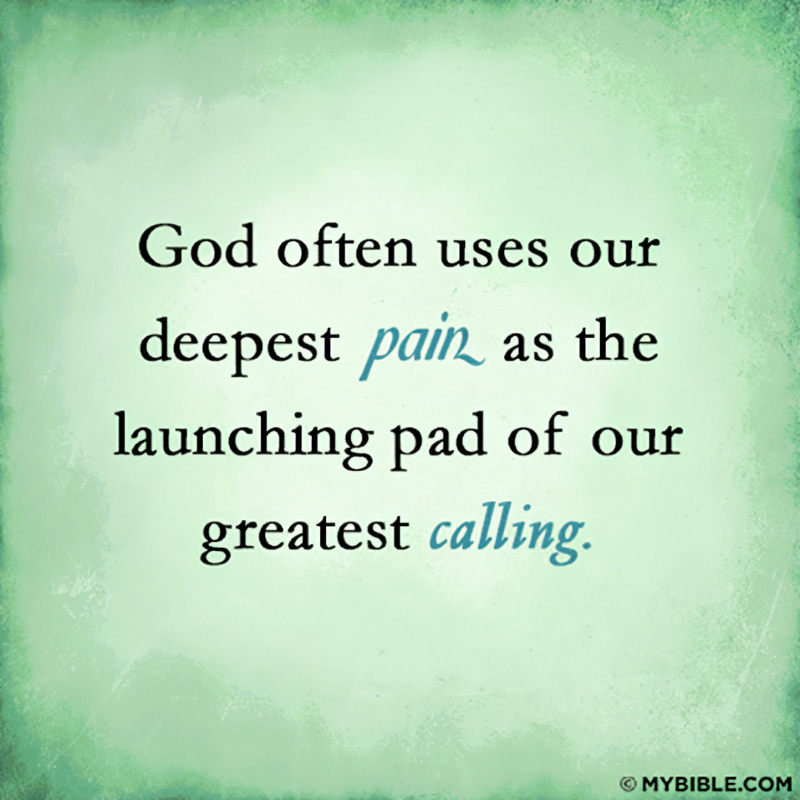 God often uses our
deepest pain as the
launching pad of our
greatest calling.
© MYBIBLE.COM